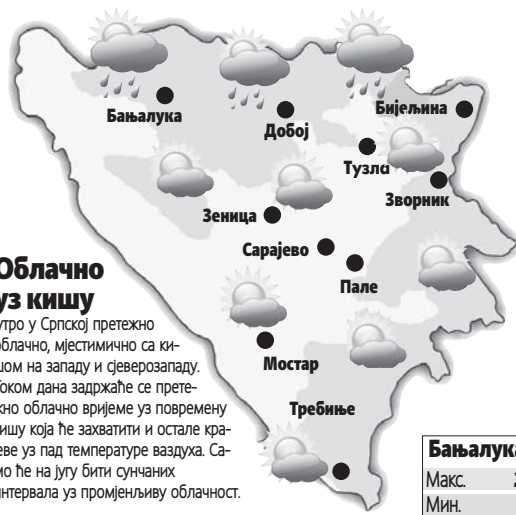 Бањалука
Добој
Бијељина
Тузла
Зворник
Зеница
Сарајево
Пале
Мостар
Требиње
Облачно
уз кишу
утро у Српској претежно
облачно, мјестимично са ки-
шом на западу и сјеверозападу.
Током дана задржаће се прете-
жно облачно вријеме уз повремену
кишу која ће захватити и остале кра-
јеве уз пад температуре ваздуха. Са-
мо ће на југу бити сунчаних
интервала уз промјенљиву облачност.
Бањалука
Макс.
Мин.